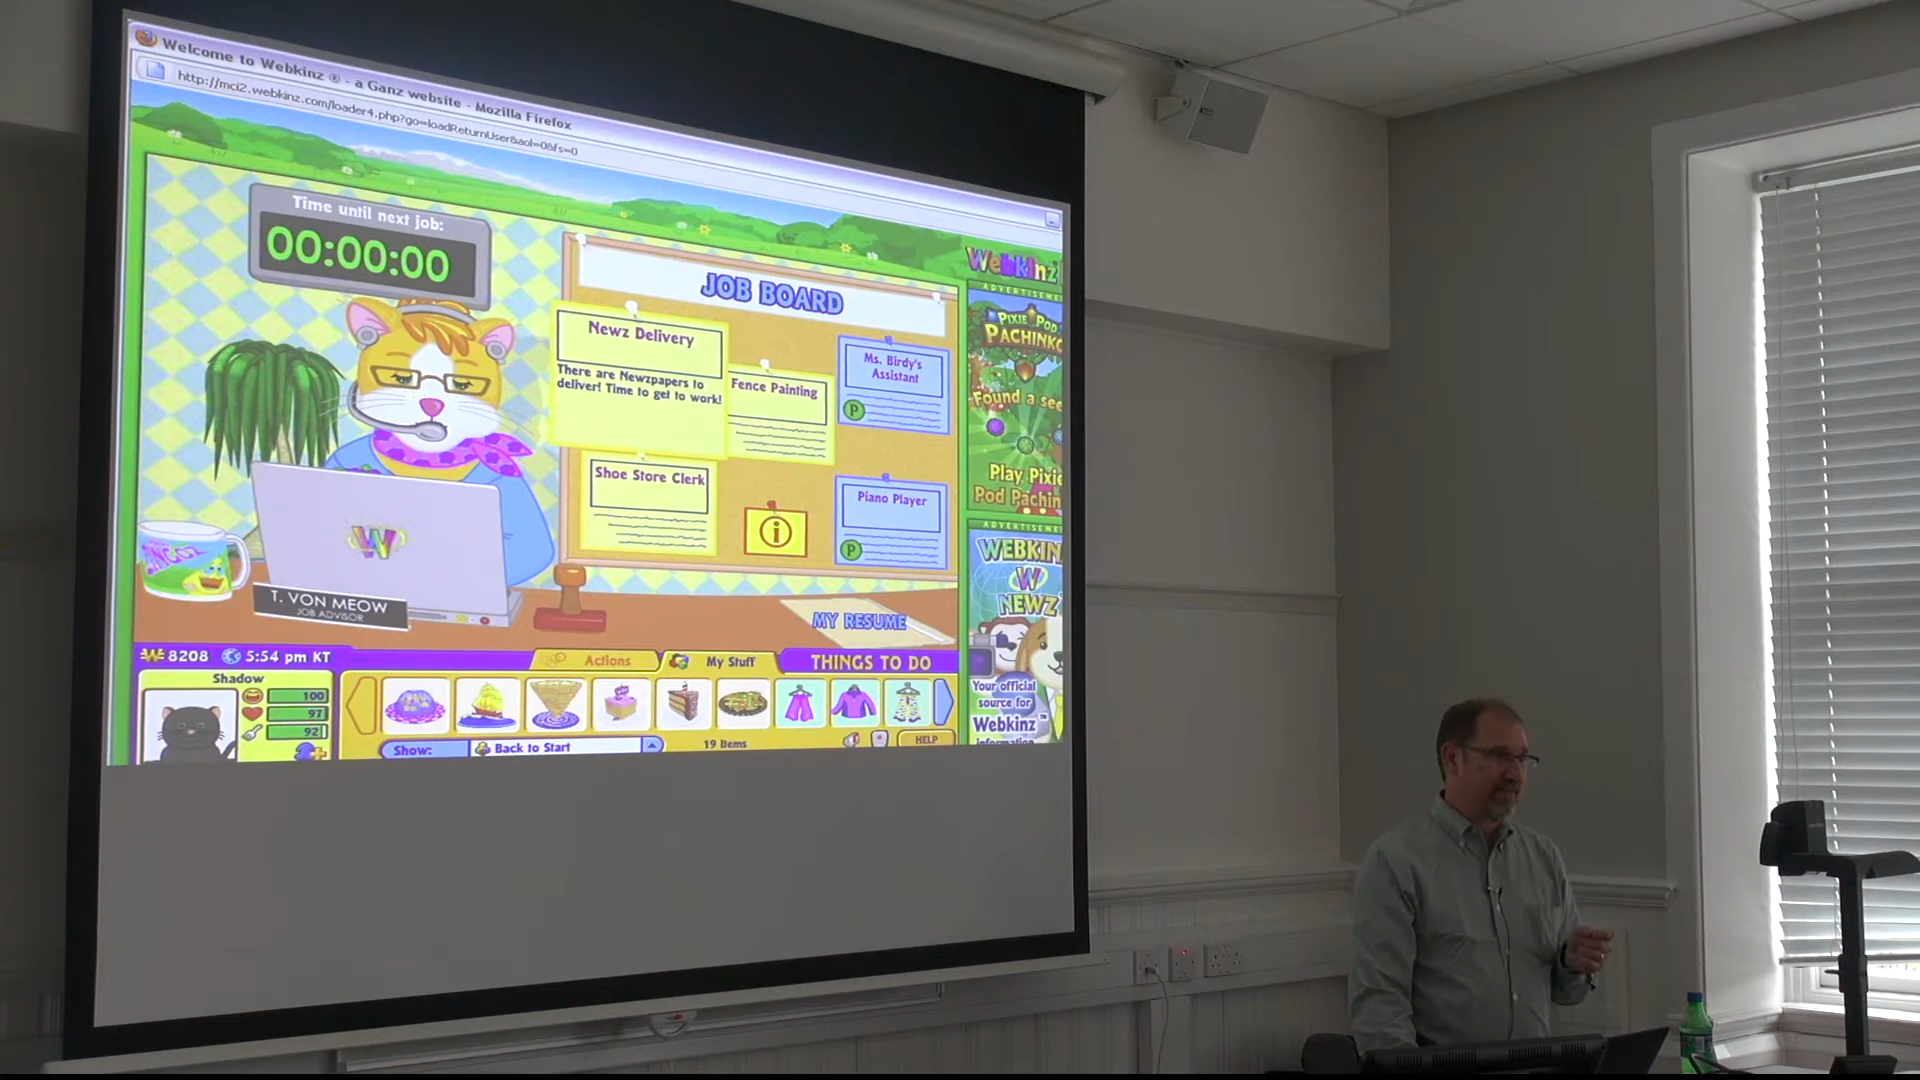 Welcome to Webkinz ® - a Ganz website - Mozilla Firefox
http://mci2.webkinz.com/loader4.php?go=loadReturnUser&aol=0&fs=0
Time until next job:
00:00:00
JOB BOARD
Newz Delivery
There are Newzpapers to
deliver! Time to get to work!
Fence Painting
Ms. Birdy's
Assistant
P
Shoe Store Clerk
i
Piano Player
P
W
T. VON MEOW
JOB ADVISOR
MY RESUME
Webkinz
ADVERTISEME
PIXIE POD
PACHINKO
Found a see
Play Pixie
Pod Pachin
ADVERTISEME
WEBKIN
W
NEWZ
Your official
source for
Webkinz™
information
W 8208
5:54 pm KT
Actions
My Stuff
THINGS TO DO
Shadow
100
97
92
Show:
Back to Start
19 Items
HELP